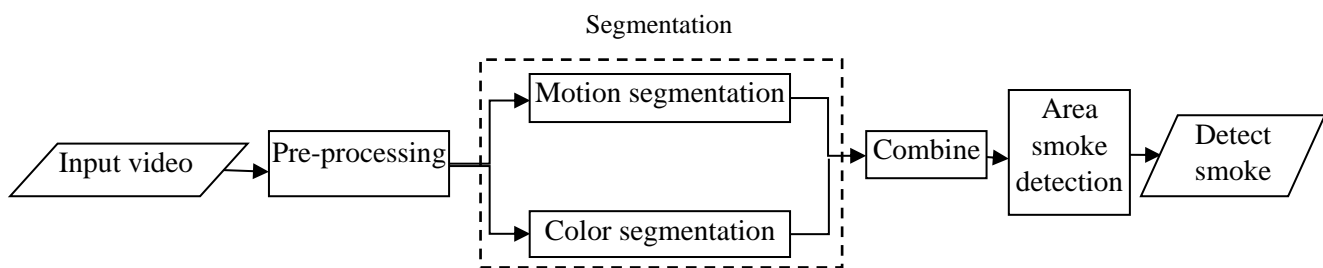 Segmentation
Input video
Pre-processing
Motion segmentation
Color segmentation
Combine
Area
smoke
detection
Detect
smoke